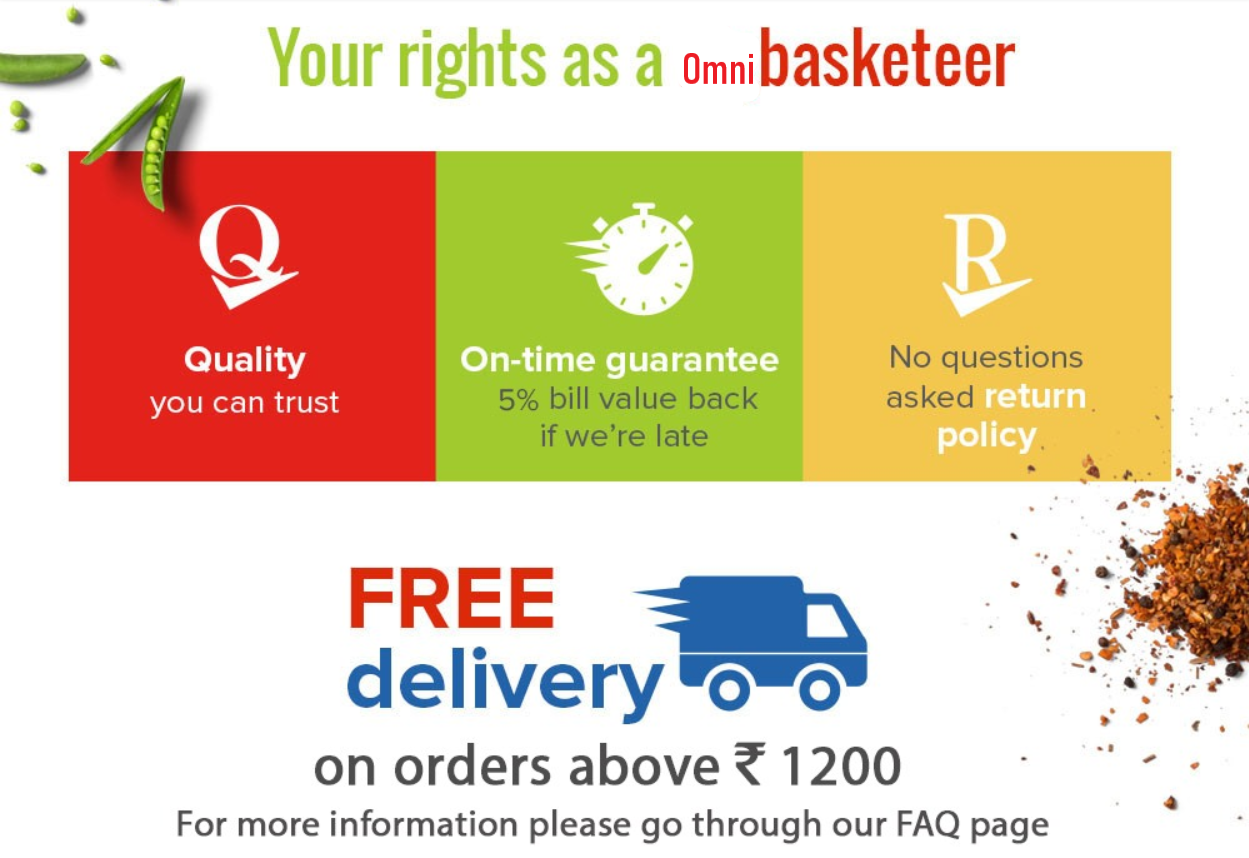 Your rights as a Omnibasketeer
Q
R
Quality
you can trust
On-time guarantee
5% bill value back
if we're late
No questions
asked return
policy
FREE
delivery
on orders above ₹ 1200
For more information please go through our FAQ page